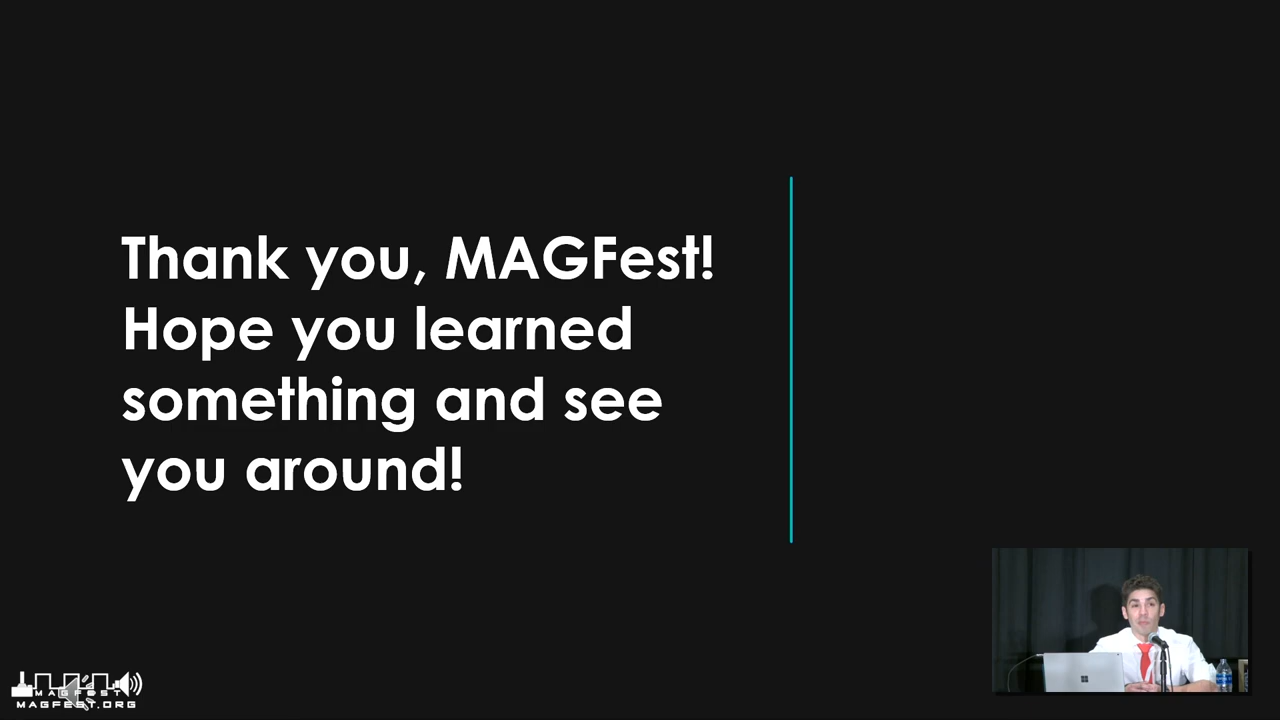 Thank you, MAGFest!
Hope you learned
something and see
you around!
MAGFEST
MAGFEST.ORG